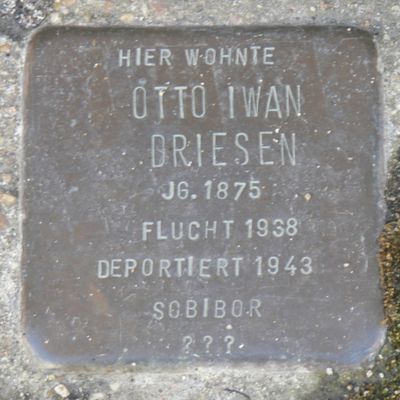 HIER WOHNTE
OTTO IWAN
DRIESEN
JG. 1875
FLUCHT 1938
DEPORTIERT 1943
SOBIBOR
???